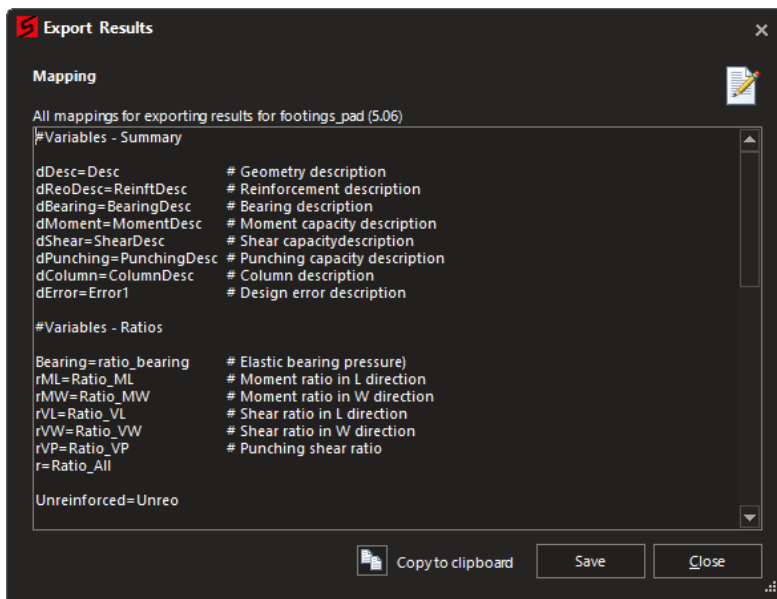 Export Results
Mapping
All mappings for exporting results for footings_pad (5.06)
#Variables - Summary
dDesc=Desc # Geometry description
dReoDesc=ReinftDesc # Reinforcement description
dBearing=BearingDesc # Bearing description
dMoment=MomentDesc # Moment capacity description
dShear=ShearDesc # Shear capacitydescription
dPunching=PunchingDesc # Punching capacity description
dColumn=ColumnDesc # Column description
dError=Error1 # Design error description
#Variables - Ratios
Bearing=ratio_bearing # Elastic bearing pressure)
rML=Ratio_ML # Moment ratio in L direction
rMW=Ratio_MW # Moment ratio in W direction
rVL=Ratio_VL # Shear ratio in L direction
rVW=Ratio_VW # Shear ratio in W direction
rVP=Ratio_VP # Punching shear ratio
r=Ratio_All
Unreinforced=Unreo
Copy to clipboard Save Close